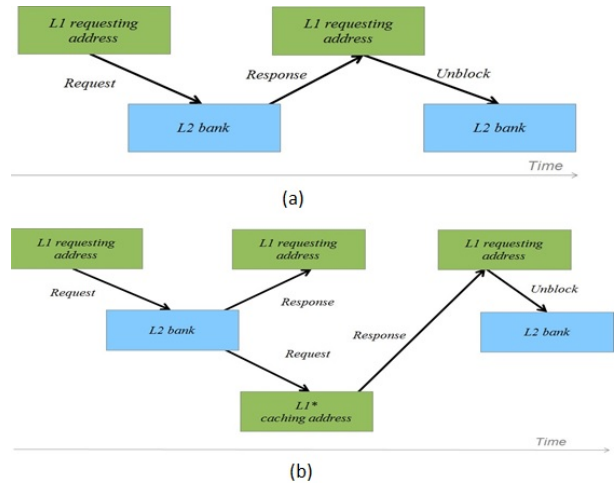 L1 requesting
address
L1 requesting
address
Request
Response
Unblock
L2 bank
L2 bank
Time
(a)
L1 requesting
address
L1 requesting
address
L1 requesting
address
Request
Response
Unblock
L2 bank
L2 bank
Request
Response
L1*
caching address
Time
(b)